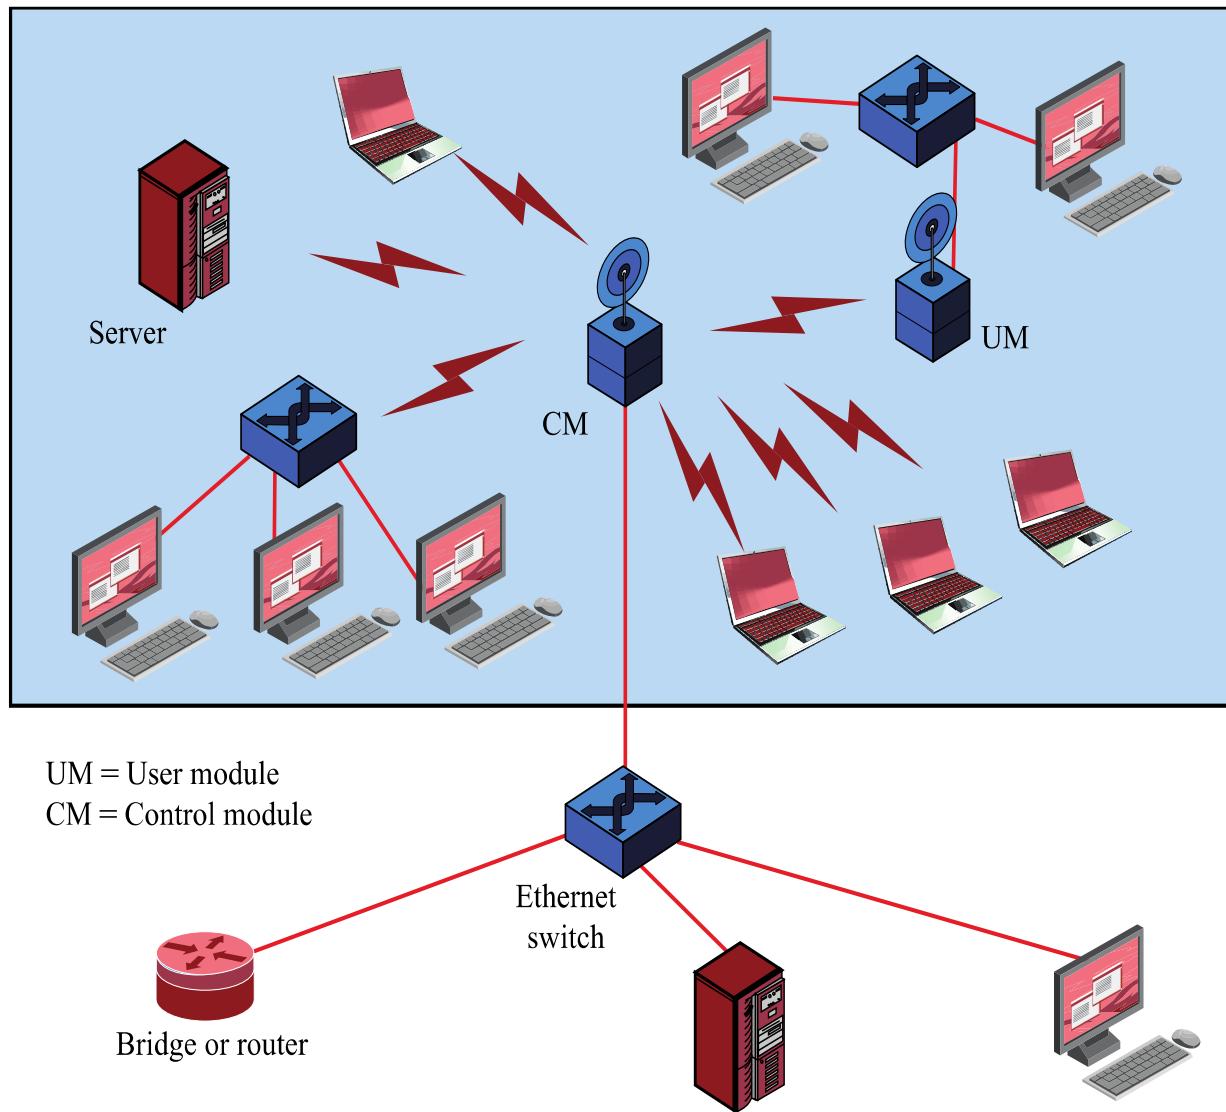 Server
UM
CM
UM = User module
CM = Control module
Ethernet
switch
Bridge or router